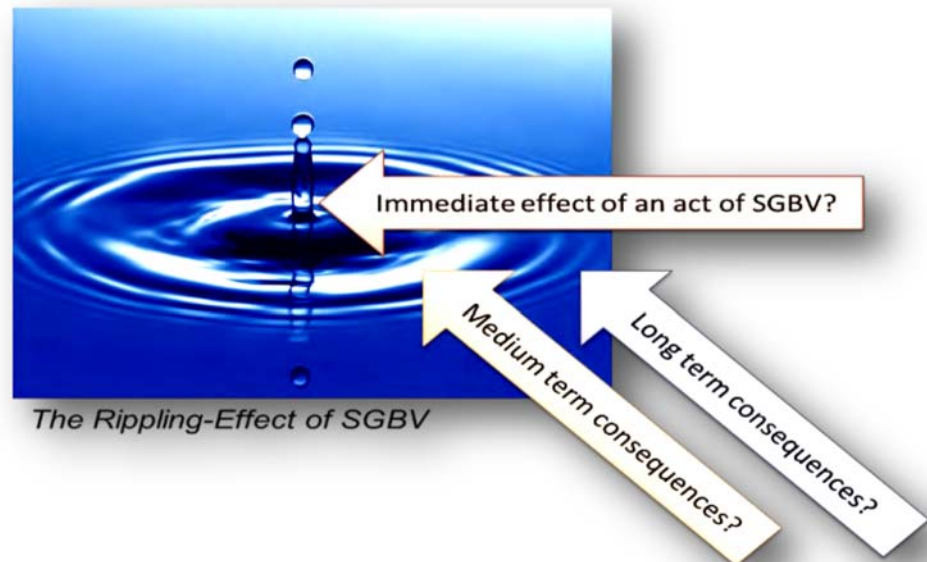 Immediate effect of an act of SGBV?
Medium term consequences?
Long term consequences?
The Rippling-Effect of SGBV